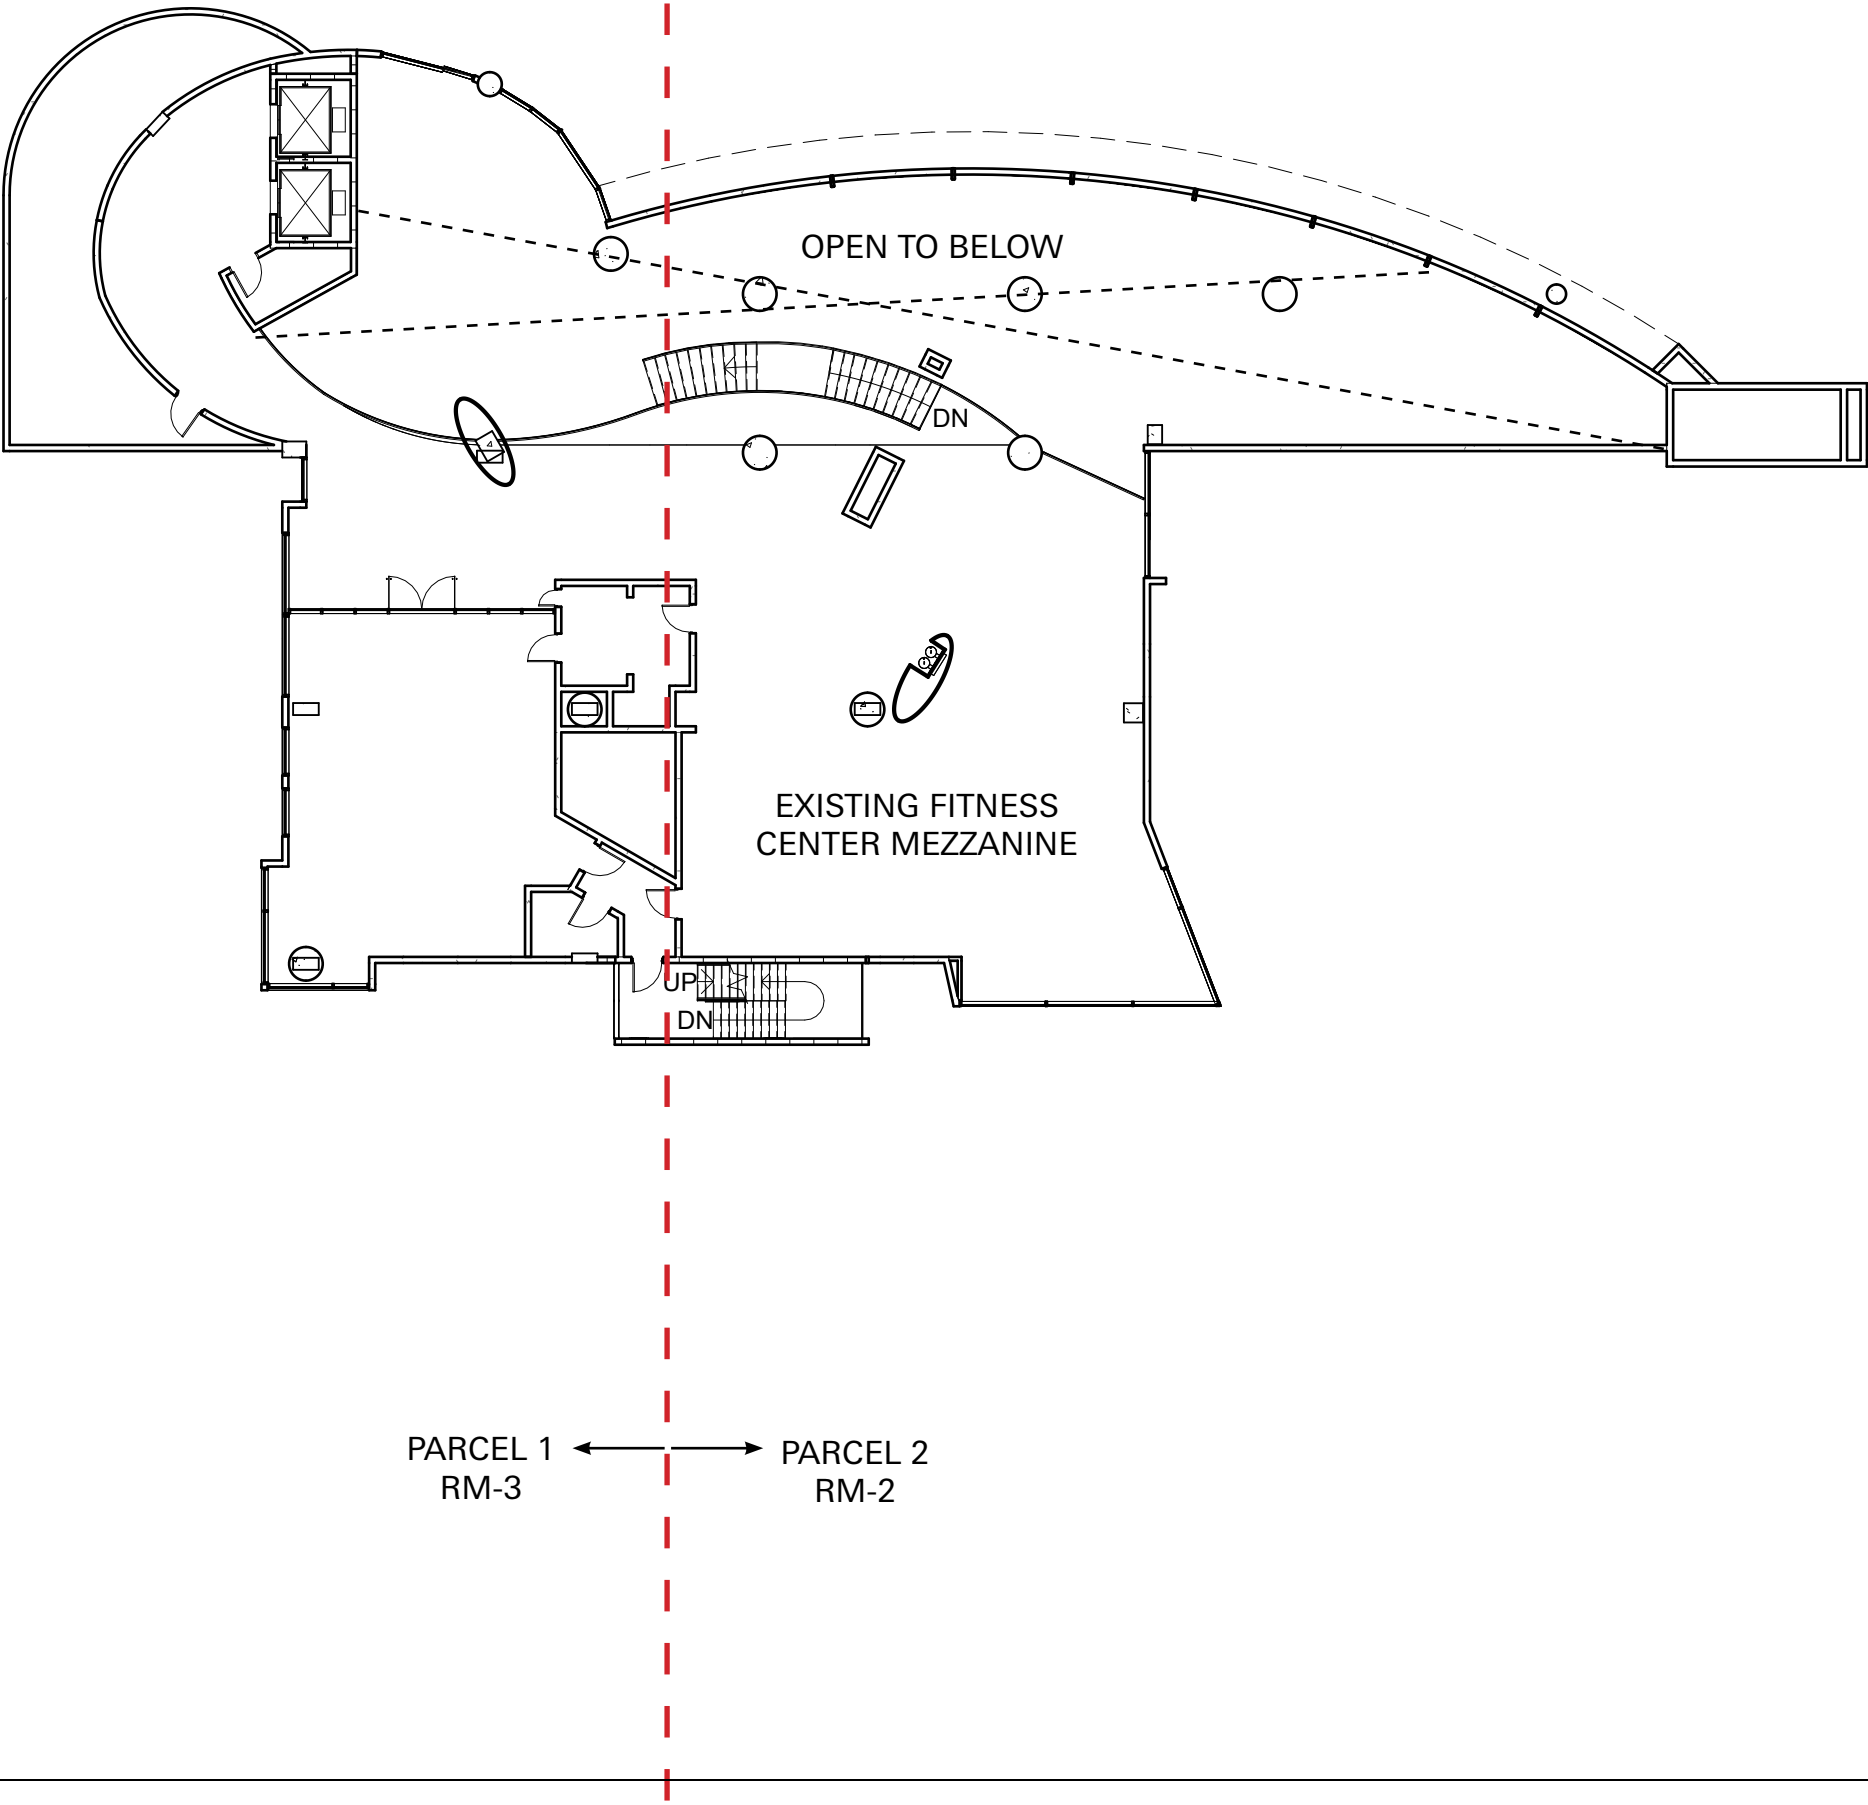 OPEN TO BELOW
DN
EXISTING FITNESS
CENTER MEZZANINE
UP
DN
PARCEL 1
RM-3
PARCEL 2
RM-2